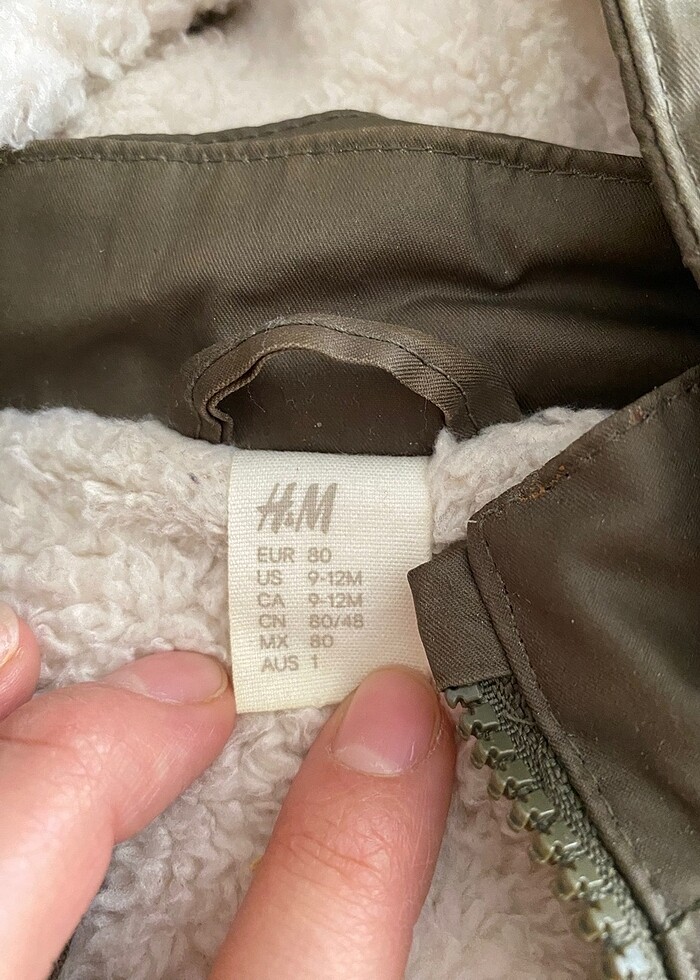 H&M
EUR 80
US 9-12M
CA 9-12M
CN 80/48
MX 80
AUS 1